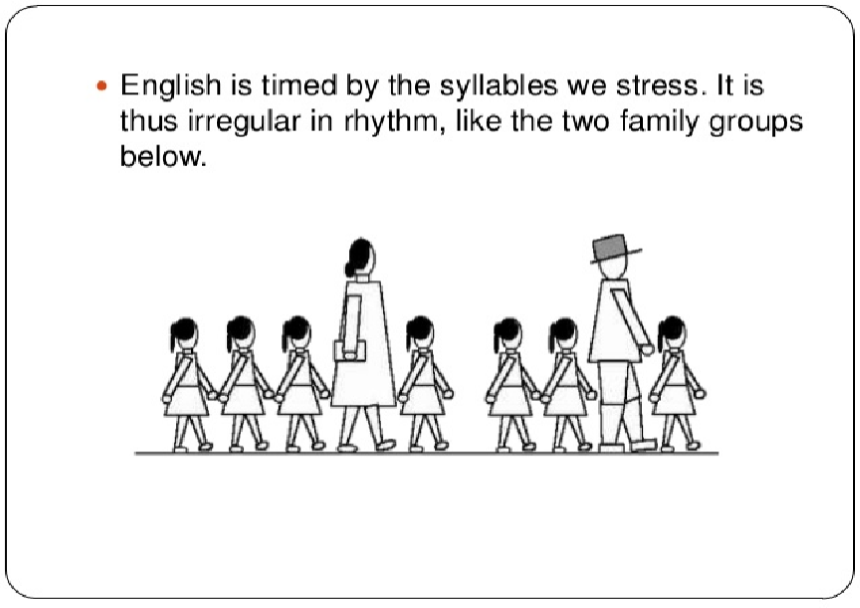 • English is timed by the syllables we stress. It is
thus irregular in rhythm, like the two family groups
below.